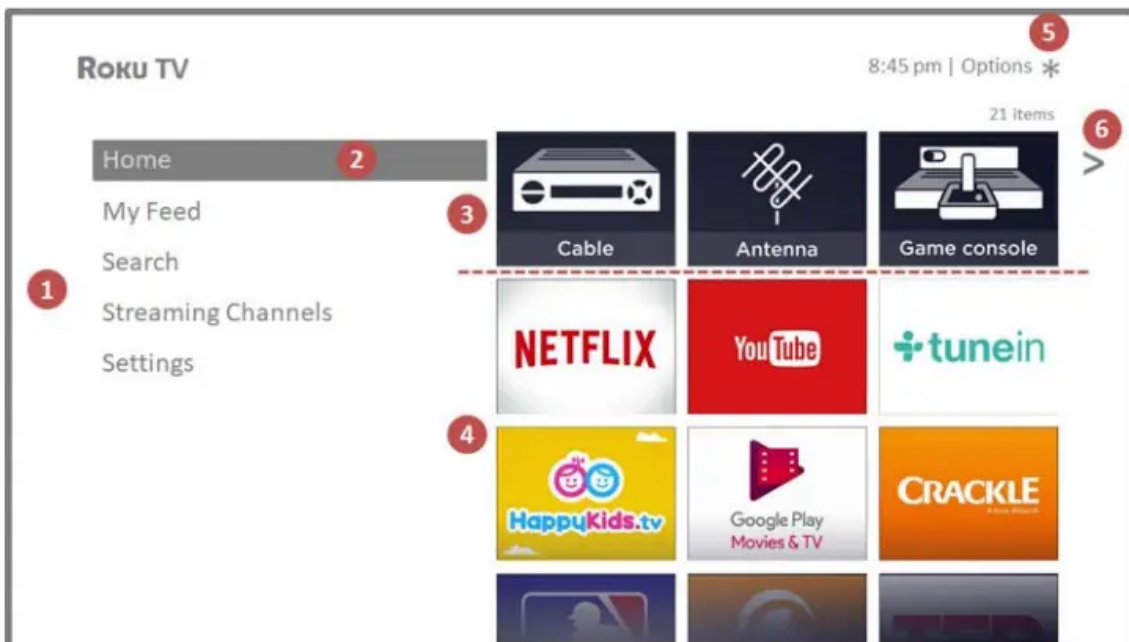 5
ROKU TV
8:45 pm | Options *
21 items
6
>
Home 2
My Feed
Search
Streaming Channels
Settings
1
3
Cable
Antenna
Game console
NETFLIX
YouTube
tunein
4
HappyKids.tv
Google Play
Movies & TV
CRACKLE